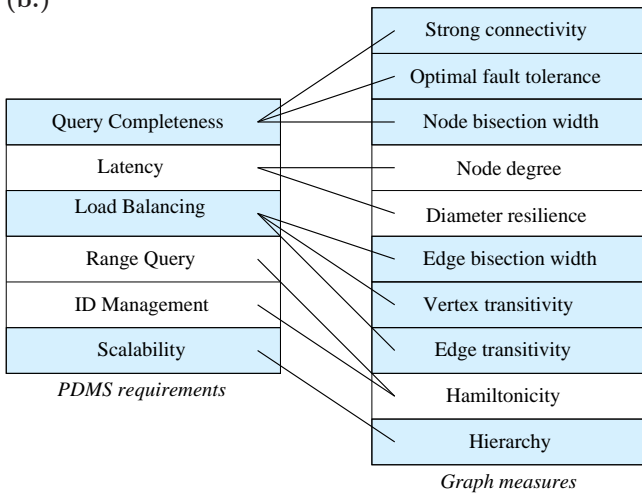 (b.)
Query Completeness
Latency
Load Balancing
Range Query
ID Management
Scalability
PDMS requirements
Strong connectivity
Optimal fault tolerance
Node bisection width
Node degree
Diameter resilience
Edge bisection width
Vertex transitivity
Edge transitivity
Hamiltonicity
Hierarchy
Graph measures